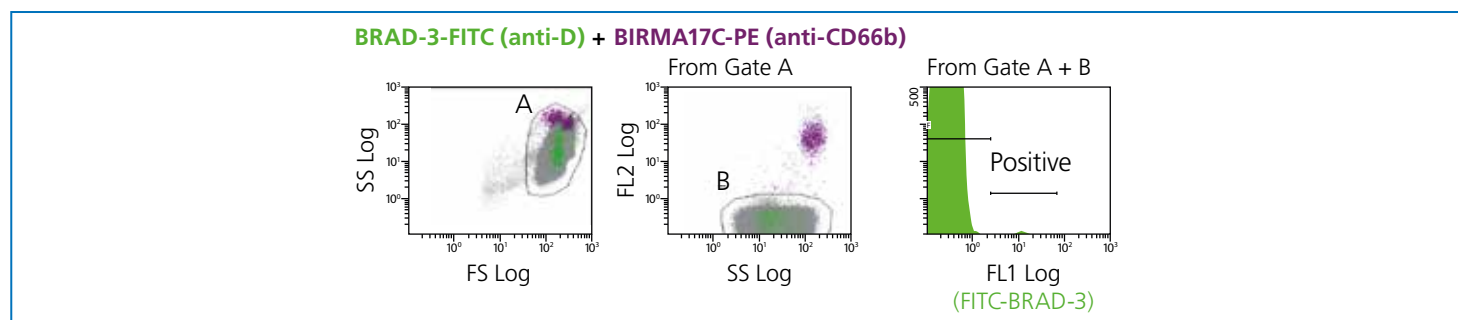 BRAD-3-FITC (anti-D) + BIRMA17C-PE (anti-CD66b)
From Gate A
From Gate A + B
10³
10²
10¹
10⁰
SS Log
A
10⁰ 10¹ 10² 10³
FS Log
10³
10²
10¹
10⁰
FL2 Log
B
10⁰ 10¹ 10² 10³
SS Log
500
F
Positive
10⁰ 10¹ 10² 10³
FL1 Log
(FITC-BRAD-3)